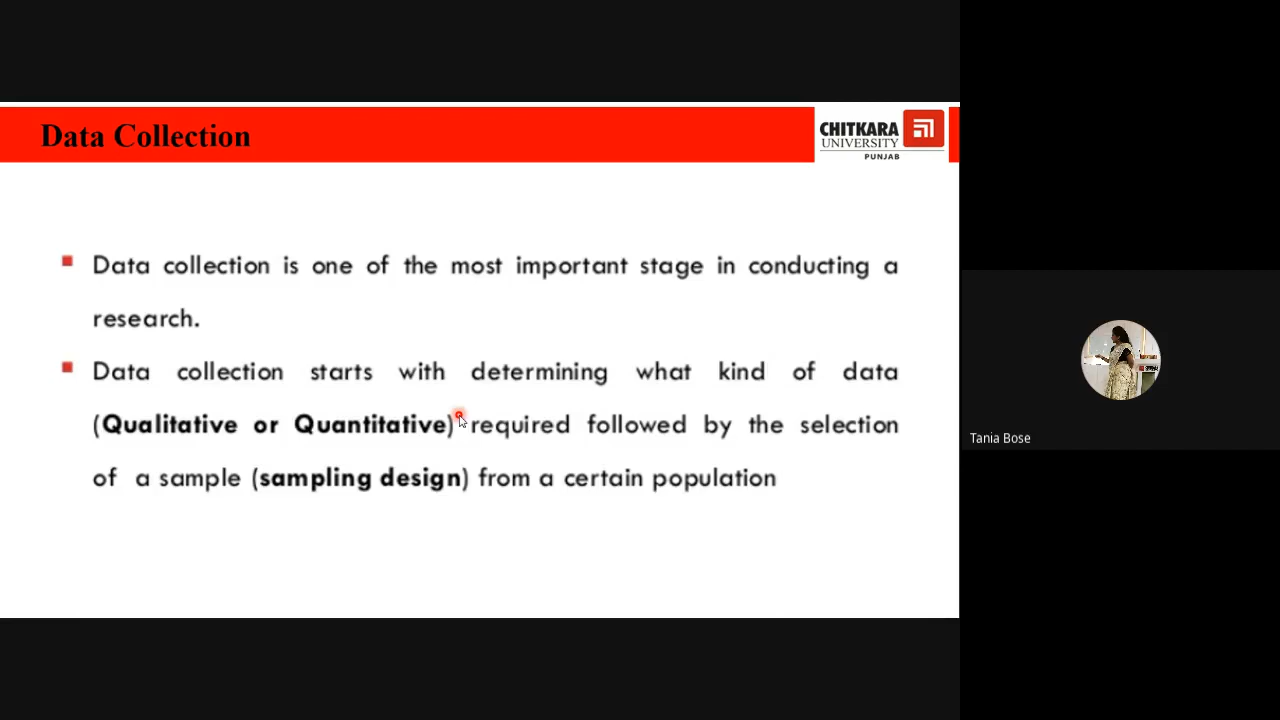 Data Collection
CHITKARA
UNIVERSITY
PUNJAB
Data collection is one of the most important stage in conducting a
research.
Data collection starts with determining what kind of data
(Qualitative or Quantitative) required followed by the selection
of a sample (sampling design) from a certain population
Tania Bose